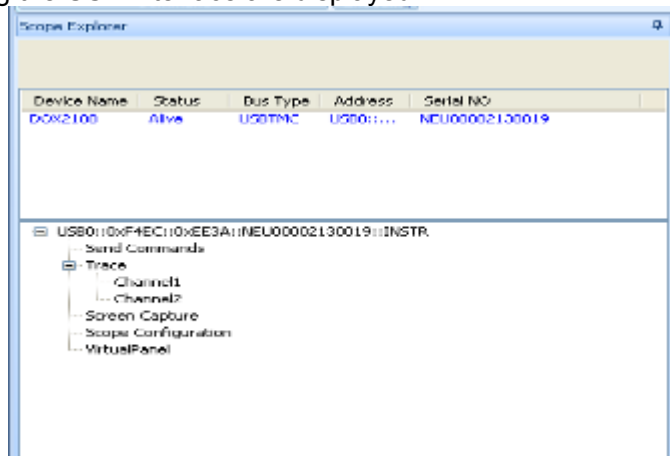 Scope Explorer
Device Name Status Bus Type Address Serial NO
DOX2100 Alive USBTMC USB0::... NEU00002130019
USB0::0xF4EC::0xEE3A::NEU00002130019::INSTR
Send Commands
Trace
Channel1
Channel2
Screen Capture
Scope Configuration
VirtualPanel